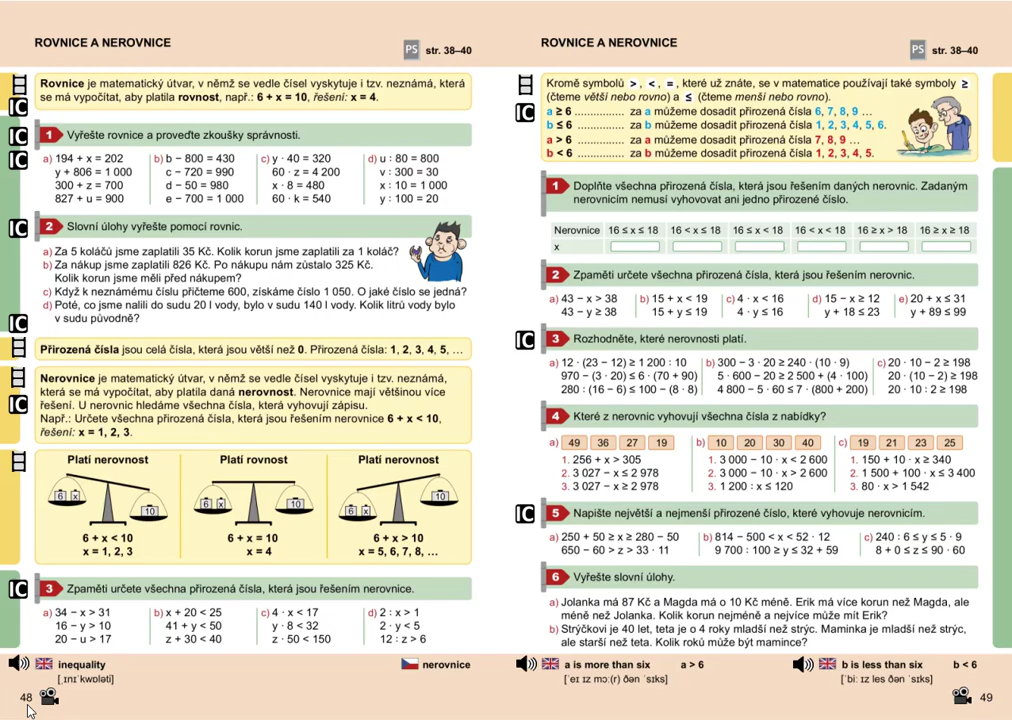 ROVNICE A NEROVNICE
PS str. 38–40
Rovnice je matematický útvar, v němž se vedle čísel vyskytuje i tzv. neznámá, která
se má vypočítat, aby platila rovnost, např.: 6 + x = 10, řešení: x = 4.
1 Vyřešte rovnice a proveďte zkoušky správnosti.
a) 194 + x = 202 b) b − 800 = 430 c) y · 40 = 320 d) u : 80 = 800
y + 806 = 1 000 c − 720 = 990 60 · z = 4 200 v : 300 = 30
300 + z = 700 d − 50 = 980 x · 8 = 480 x : 10 = 1 000
827 + u = 900 e − 700 = 1 000 60 · k = 540 y : 100 = 20
2 Slovní úlohy vyřešte pomocí rovnic.
a) Za 5 koláčů jsme zaplatili 35 Kč. Kolik korun jsme zaplatili za 1 koláč?
b) Za nákup jsme zaplatili 826 Kč. Po nákupu nám zůstalo 325 Kč.
Kolik korun jsme měli před nákupem?
c) Když k neznámému číslu přičteme 600, získáme číslo 1 050. O jaké číslo se jedná?
d) Poté, co jsme nalili do sudu 20 l vody, bylo v sudu 140 l vody. Kolik litrů vody bylo
v sudu původně?
Přirozená čísla jsou celá čísla, která jsou větší než 0. Přirozená čísla: 1, 2, 3, 4, 5, …
Nerovnice je matematický útvar, v němž se vedle čísel vyskytuje i tzv. neznámá,
která se má vypočítat, aby platila daná nerovnost. Nerovnice mají většinou více
řešení. U nerovnic hledáme všechna čísla, která vyhovují zápisu.
Např.: Určete všechna přirozená čísla, která jsou řešením nerovnice 6 + x < 10,
řešení: x = 1, 2, 3.
Platí nerovnost Platí rovnost Platí nerovnost
6 x 10 6 x 10 6 x 10
6 + x < 10 6 + x = 10 6 + x > 10
x = 1, 2, 3 x = 4 x = 5, 6, 7, 8, …
3 Zpaměti určete všechna přirozená čísla, která jsou řešením nerovnice.
a) 34 − x > 31 b) x + 20 < 25 c) 4 · x < 17 d) 2 : x > 1
16 − y > 10 41 + y < 50 y · 8 < 32 2 · y < 5
20 − u > 17 z + 30 < 40 z · 50 < 150 12 : z > 6
inequality nerovnice
[ˌɪnɪˈkwɒləti]
48
ROVNICE A NEROVNICE
PS str. 38–40
Kromě symbolů >, <, =, které už znáte, se v matematice používají také symboly ≥
(čteme větší nebo rovno) a ≤ (čteme menší nebo rovno).
a ≥ 6 ............... za a můžeme dosadit přirozená čísla 6, 7, 8, 9 …
b ≤ 6 ............... za b můžeme dosadit přirozená čísla 1, 2, 3, 4, 5, 6.
a > 6 ............... za a můžeme dosadit přirozená čísla 7, 8, 9 …
b < 6 ............... za b můžeme dosadit přirozená čísla 1, 2, 3, 4, 5.
1 Doplňte všechna přirozená čísla, která jsou řešením daných nerovnic. Zadaným
nerovnicím nemusí vyhovovat ani jedno přirozené číslo.
Nerovnice 16 ≤ x ≤ 18 16 < x ≤ 18 16 ≤ x < 18 16 < x < 18 16 ≥ x > 18 16 ≥ x ≥ 18
x
2 Zpaměti určete všechna přirozená čísla, která jsou řešením nerovnic.
a) 43 − x > 38 b) 15 + x < 19 c) 4 · x < 16 d) 15 − x ≥ 12 e) 20 + x ≤ 31
43 − y ≥ 38 15 + y ≤ 19 4 · y ≤ 16 y + 18 ≤ 23 y + 89 ≤ 99
3 Rozhodněte, které nerovnosti platí.
a) 12 · (23 − 12) ≥ 1 200 : 10 b) 300 − 3 · 20 ≥ 240 · (10 · 9) c) 20 · 10 − 2 ≥ 198
970 − (3 · 20) ≤ 6 · (70 + 90) 5 · 600 − 20 ≥ 2 500 + (4 · 100) 20 · (10 − 2) ≥ 198
280 : (16 − 6) ≤ 100 − (8 · 8) 4 800 − 5 · 60 ≤ 7 · (800 + 200) 20 · 10 : 2 ≥ 198
4 Které z nerovnic vyhovují všechna čísla z nabídky?
a) 49 36 27 19 b) 10 20 30 40 c) 19 21 23 25
1. 256 + x > 305 1. 3 000 − 10 · x < 2 600 1. 150 + 10 · x ≥ 340
2. 3 027 − x ≤ 2 978 2. 3 000 − 10 · x > 2 600 2. 1 500 + 100 · x ≤ 3 400
3. 3 027 − x ≥ 2 978 3. 1 200 : x ≤ 120 3. 80 · x > 1 542
5 Napište největší a nejmenší přirozené číslo, které vyhovuje nerovnicím.
a) 250 + 50 ≥ x ≥ 280 − 50 b) 814 − 500 < x < 52 · 12 c) 240 : 6 ≤ y ≤ 5 · 9
650 − 60 > z > 33 · 11 9 700 : 100 ≥ y ≤ 32 + 59 8 + 0 ≤ z ≤ 90 · 60
6 Vyřešte slovní úlohy.
a) Jolanka má 87 Kč a Magda má o 10 Kč méně. Erik má více korun než Magda, ale
méně než Jolanka. Kolik korun nejméně a nejvíce může mít Erik?
b) Strýčkovi je 40 let, teta je o 4 roky mladší než strýc. Maminka je mladší než strýc,
ale starší než teta. Kolik roků může být mamince?
a is more than six a > 6 b is less than six b < 6
[ˈeɪ ɪz mɔː(r) ðən ˈsɪks] [ˈbiː ɪz les ðən ˈsɪks]
49
IC
IC
IC
IC
IC
IC
IC
IC
IC
IC
IC